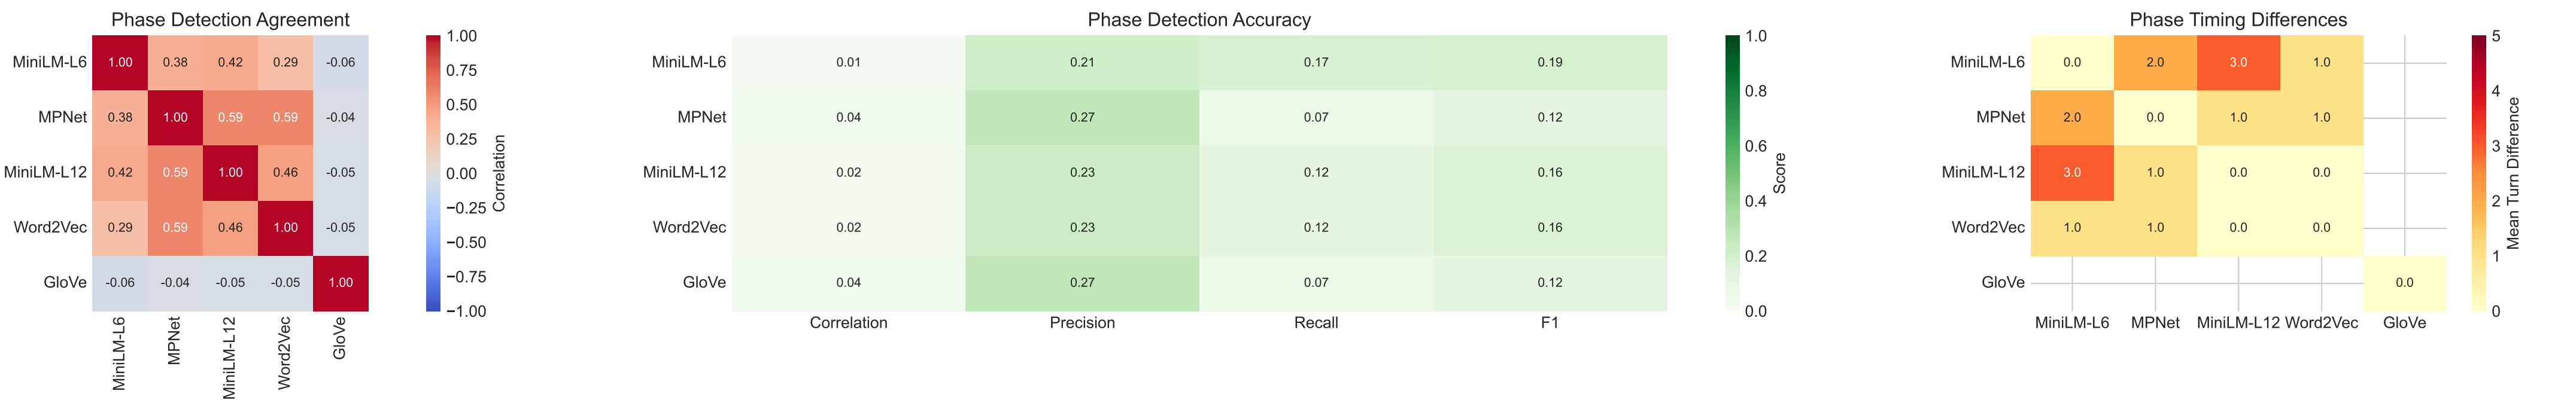 Phase Detection Agreement
MiniLM-L6 1.00 0.38 0.42 0.29 -0.06
MPNet 0.38 1.00 0.59 0.59 -0.04
MiniLM-L12 0.42 0.59 1.00 0.46 -0.05
Word2Vec 0.29 0.59 0.46 1.00 -0.05
GloVe -0.06 -0.04 -0.05 -0.05 1.00
MiniLM-L6 MPNet MiniLM-L12 Word2Vec GloVe
1.00
0.75
0.50
0.25
0.00
−0.25
−0.50
−0.75
−1.00
Correlation
Phase Detection Accuracy
MiniLM-L6 0.01 0.21 0.17 0.19
MPNet 0.04 0.27 0.07 0.12
MiniLM-L12 0.02 0.23 0.12 0.16
Word2Vec 0.02 0.23 0.12 0.16
GloVe 0.04 0.27 0.07 0.12
Correlation Precision Recall F1
1.0
0.8
0.6
0.4
0.2
0.0
Score
Phase Timing Differences
MiniLM-L6 0.0 2.0 3.0 1.0
MPNet 2.0 0.0 1.0 1.0
MiniLM-L12 3.0 1.0 0.0 0.0
Word2Vec 1.0 1.0 0.0 0.0
GloVe 0.0
MiniLM-L6 MPNet MiniLM-L12 Word2Vec GloVe
5
4
3
2
1
0
Mean Turn Difference